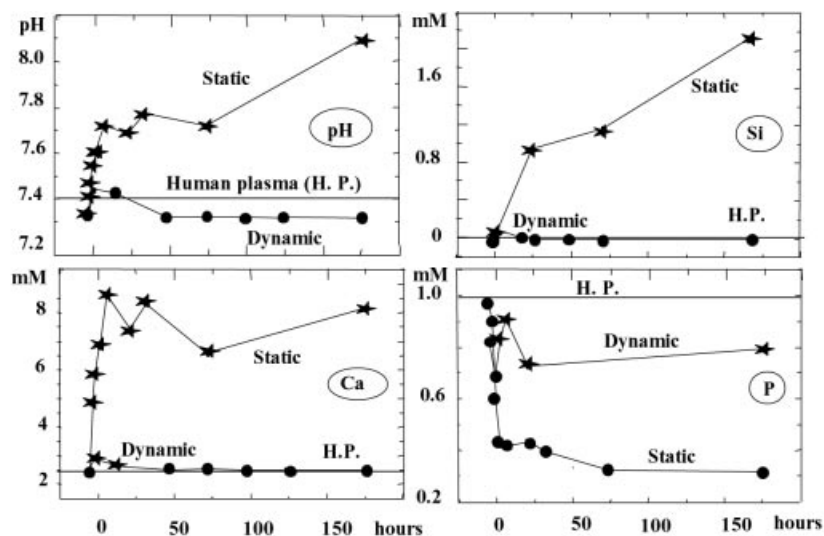 pH
8.0
7.8
7.6
7.4
7.2
Static
pH
Human plasma (H. P.)
Dynamic
mM
1.6
0.8
0
Static
Si
Dynamic
H.P.
mM
8
6
4
2
Static
Ca
Dynamic
H.P.
0 50 100 150 hours
mM
1.0
0.6
0.2
H. P.
Dynamic
P
Static
0 50 100 150 hours